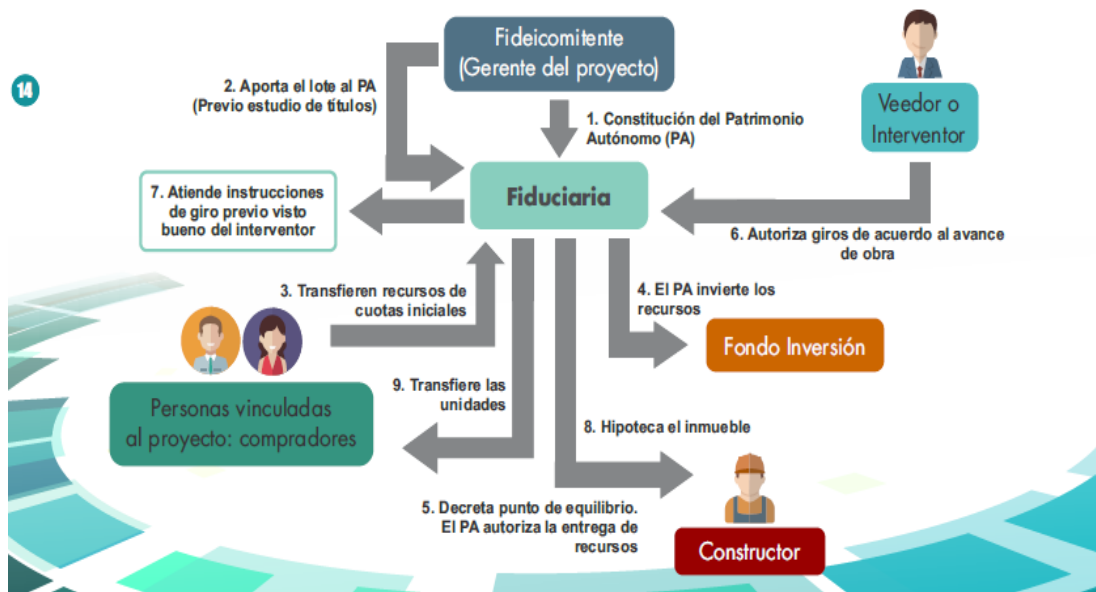 14
Fideicomitente
(Gerente del proyecto)
2. Aporta el lote al PA
(Previo estudio de títulos)
1. Constitución del Patrimonio
Autónomo (PA)
Veedor o
Interventor
7. Atiende instrucciones
de giro previo visto
bueno del interventor
Fiduciaria
6. Autoriza giros de acuerdo al avance
de obra
3. Transfieren recursos de
cuotas iniciales
4. El PA invierte los
recursos
Fondo Inversión
9. Transfiere las
unidades
Personas vinculadas
al proyecto: compradores
8. Hipoteca el inmueble
5. Decreta punto de equilibrio.
El PA autoriza la entrega de
recursos
Constructor